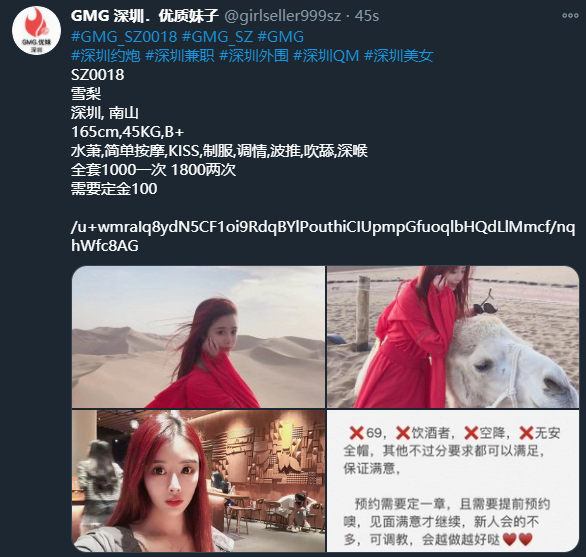 GMG.优妹
深圳
GMG 深圳．优质妹子 @girlseller999sz · 45s
#GMG_SZ0018 #GMG_SZ #GMG
#深圳约炮 #深圳兼职 #深圳外围 #深圳QM #深圳美女
SZ0018
雪梨
深圳, 南山
165cm,45KG,B+
水萧,简单按摩,KISS,制服,调情,波推,吹舔,深喉
全套1000一次 1800两次
需要定金100
/u+wmraIq8ydN5CF1oi9RdqBYlPouthiCIUpmpGfuoqlbHQdLlMmcf/nq
hWfc8AG
❌69，❌饮酒者，❌空降，❌无安
全帽，其他不过分要求都可以满足，
保证满意，
预约需要定一章，且需要提前预约
噢，见面满意才继续，新人会的不
多，可调教，会越做越好哒❤❤